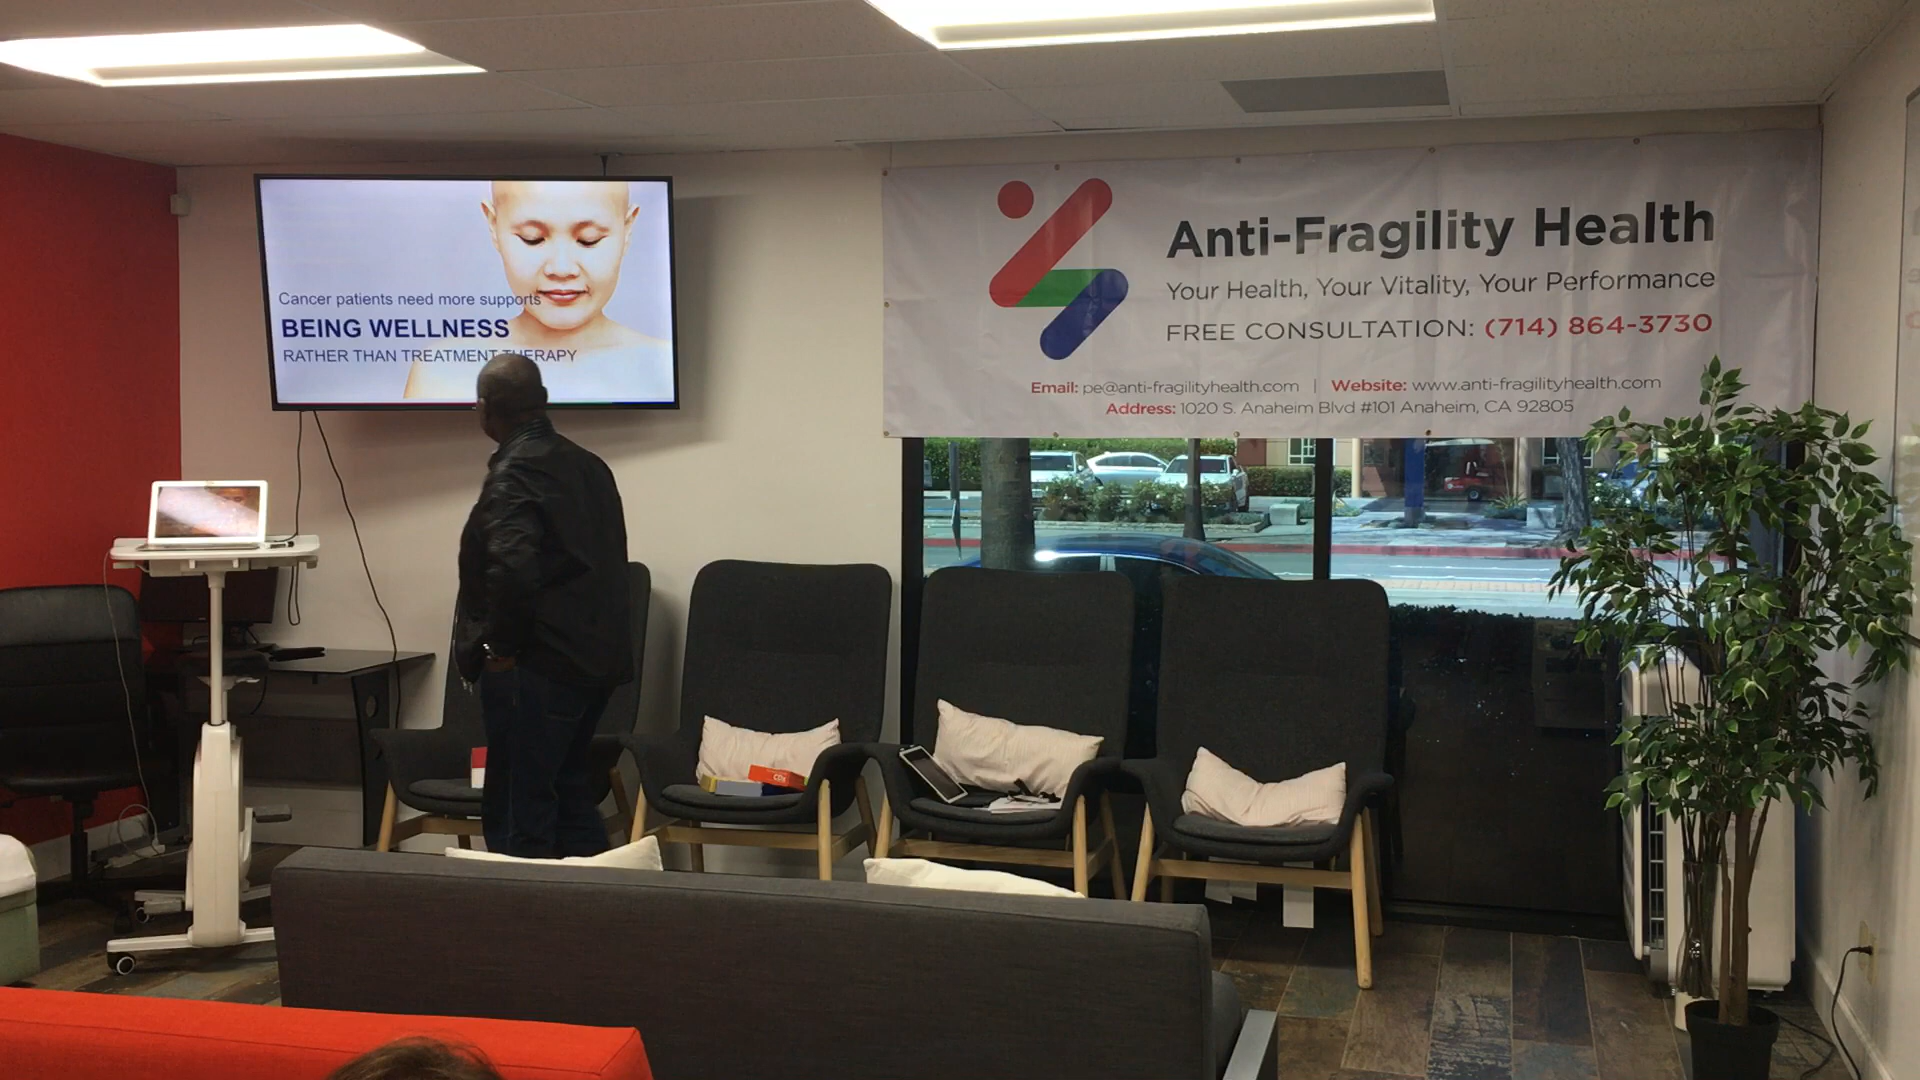 Cancer patients need more supports
BEING WELLNESS
RATHER THAN TREATMENT THERAPY
Anti-Fragility Health
Your Health, Your Vitality, Your Performance
FREE CONSULTATION: (714) 864-3730
Email: pe@anti-fragilityhealth.com | Website: www.anti-fragilityhealth.com
Address: 1020 S. Anaheim Blvd #101 Anaheim, CA 92805